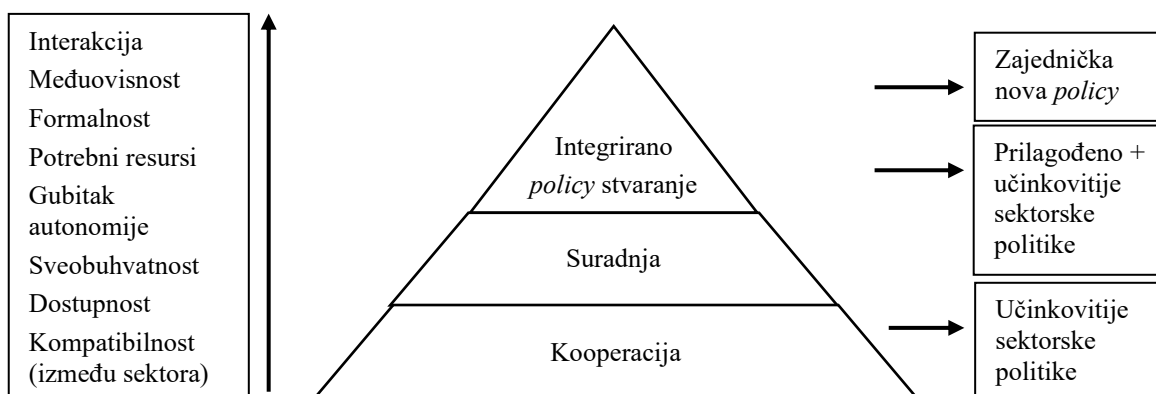 Interakcija
Međuovisnost
Formalnost
Potrebni resursi
Gubitak
autonomije
Sveobuhvatnost
Dostupnost
Kompatibilnost
(između sektora)
Integrirano
policy stvaranje
Suradnja
Kooperacija
Zajednička
nova policy
Prilagođeno +
učinkovitije
sektorske
politike
Učinkovitije
sektorske
politike